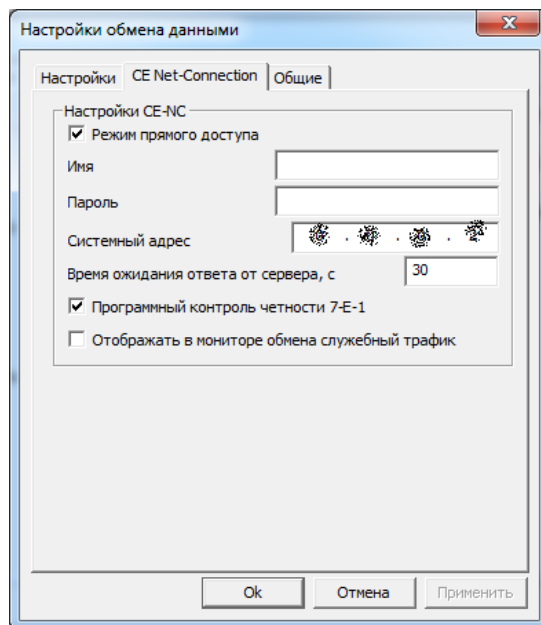 Настройки обмена данными
Настройки CE Net-Connection Общие
Настройки CE-NC
Режим прямого доступа
Имя
Пароль
Системный адрес
Время ожидания ответа от сервера, с 30
Программный контроль четности 7-E-1
Отображать в мониторе обмена служебный трафик
Ok Отмена Применить